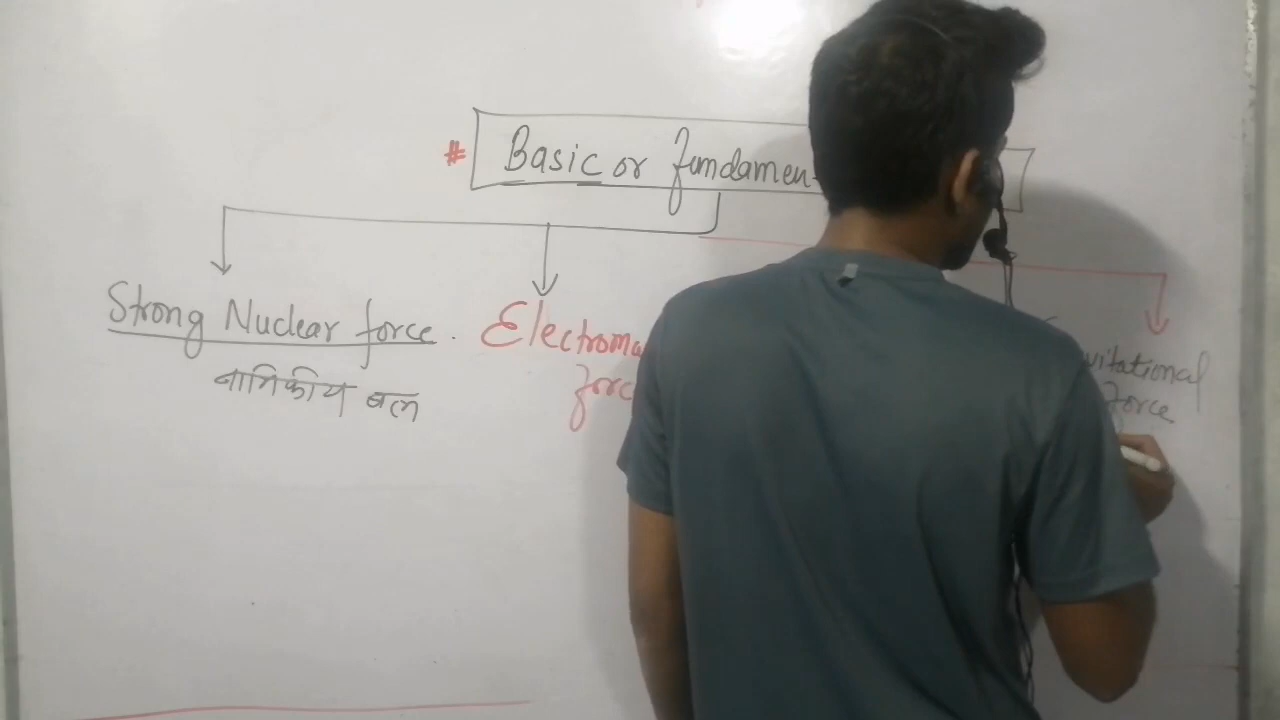 # Basic or fundamen
Strong Nuclear force.
नाभिकीय बल
Electroma
forc
vitational
force